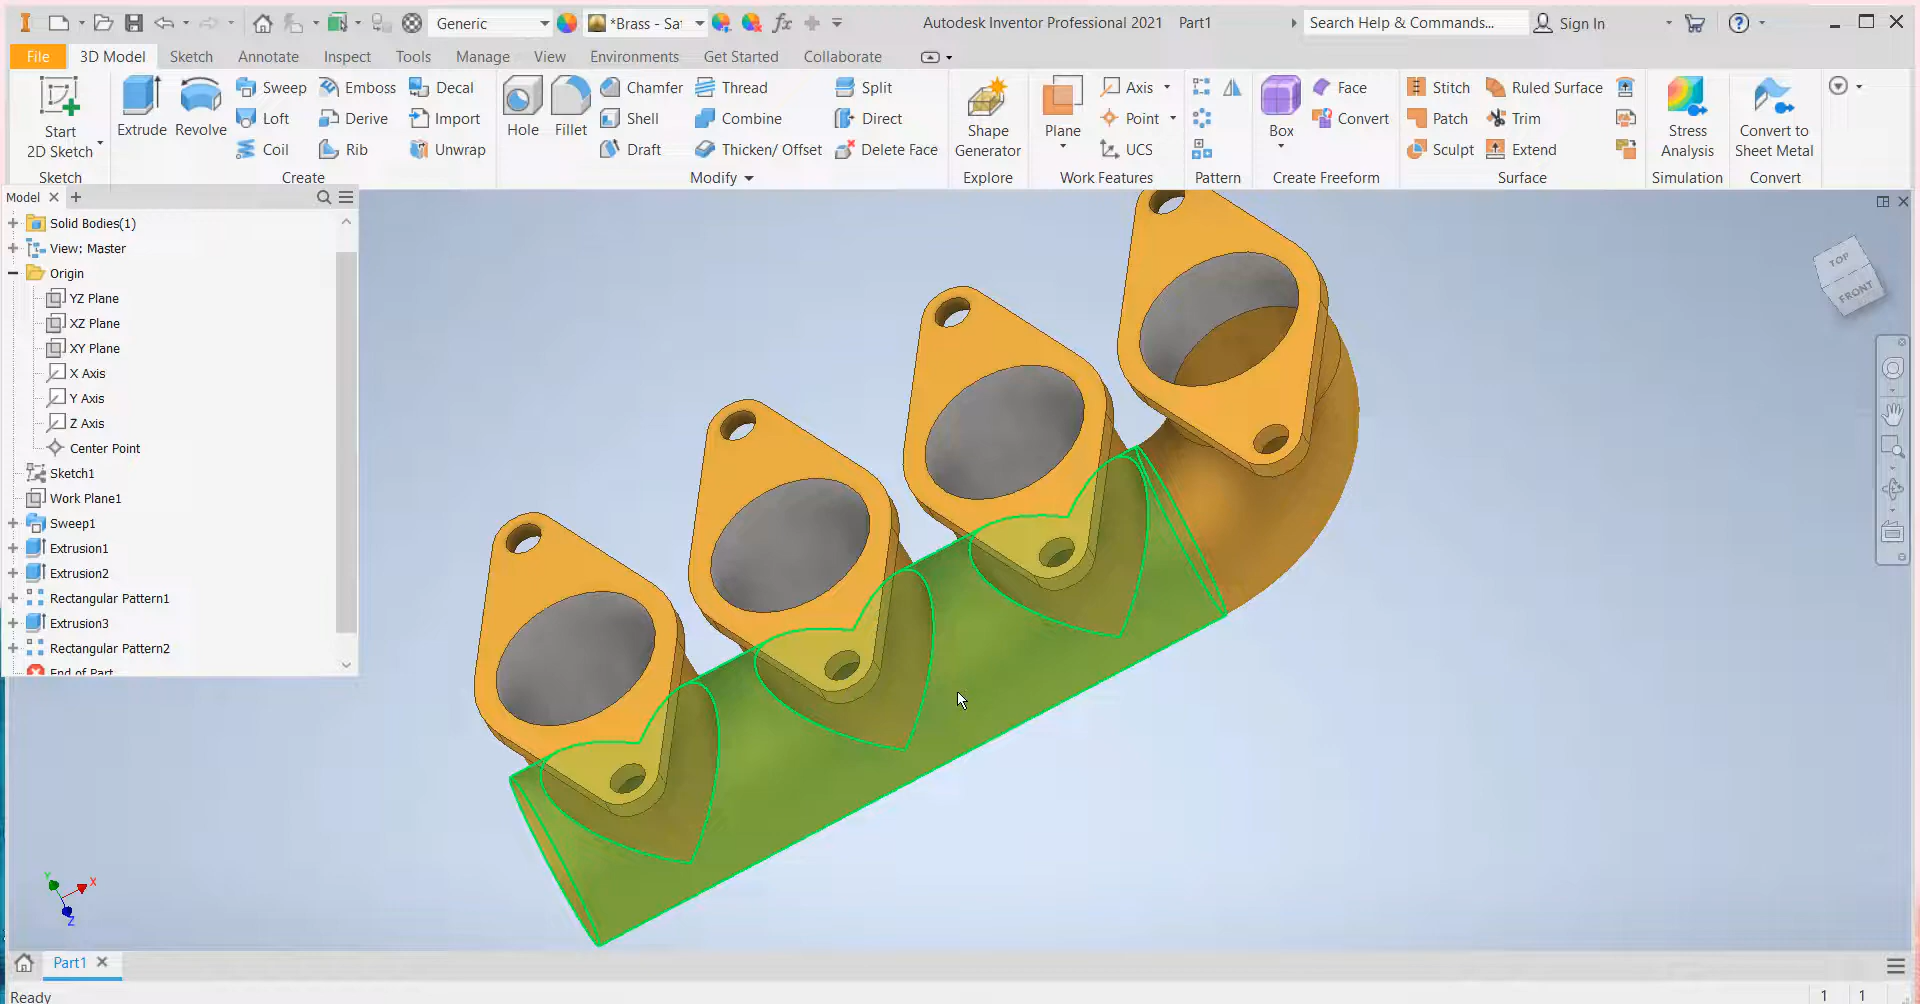 Generic
*Brass - Sat
fx
Autodesk Inventor Professional 2021 Part1
Search Help & Commands...
Sign In
File 3D Model Sketch Annotate Inspect Tools Manage View Environments Get Started Collaborate
Start
2D Sketch
Sketch
Extrude
Revolve
Sweep
Loft
Coil
Emboss
Derive
Rib
Decal
Import
Unwrap
Create
Hole
Fillet
Chamfer
Shell
Draft
Thread
Combine
Thicken/ Offset
Split
Direct
Delete Face
Modify
Shape
Generator
Explore
Plane
Axis
Point
UCS
Work Features
Pattern
Box
Face
Convert
Create Freeform
Stitch
Patch
Sculpt
Ruled Surface
Trim
Extend
Surface
Stress
Analysis
Simulation
Convert to
Sheet Metal
Convert
Model
Solid Bodies(1)
View: Master
Origin
YZ Plane
XZ Plane
XY Plane
X Axis
Y Axis
Z Axis
Center Point
Sketch1
Work Plane1
Sweep1
Extrusion1
Extrusion2
Rectangular Pattern1
Extrusion3
Rectangular Pattern2
End of Part
TOP
FRONT
Y
X
Z
Part1
Ready
1 1